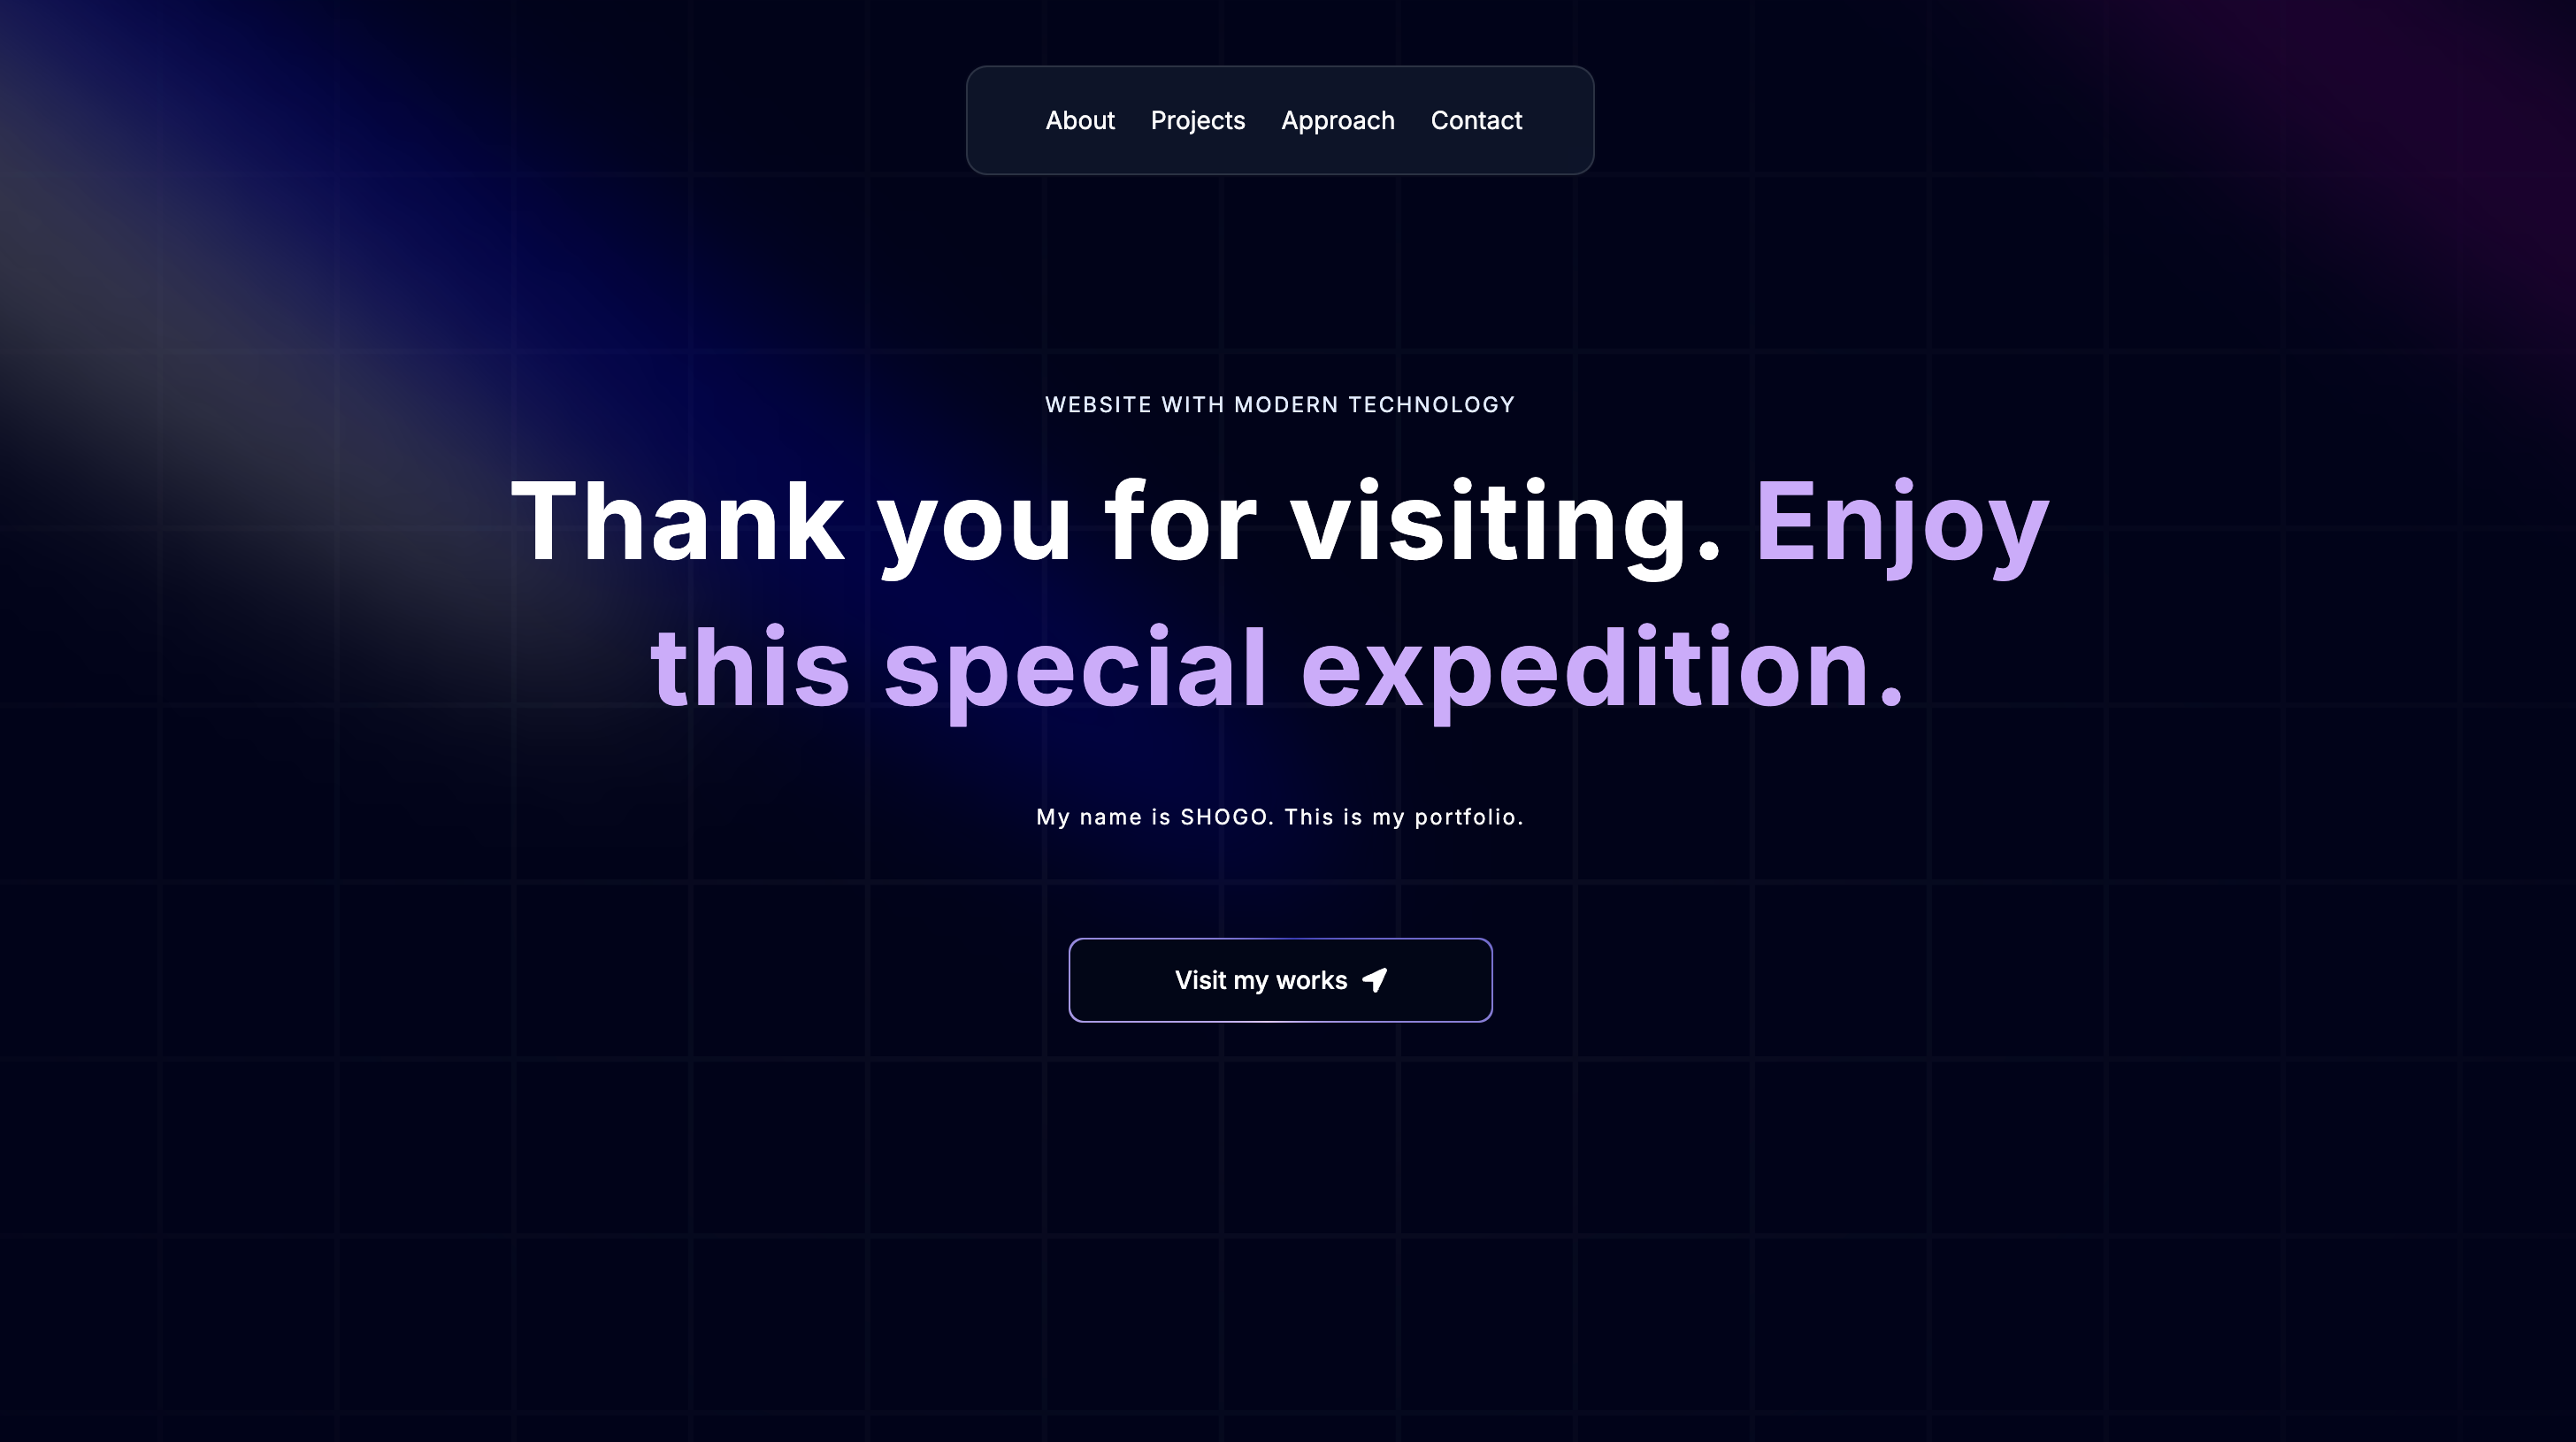 About Projects Approach Contact
WEBSITE WITH MODERN TECHNOLOGY
Thank you for visiting. Enjoy
this special expedition.
My name is SHOGO. This is my portfolio.
Visit my works